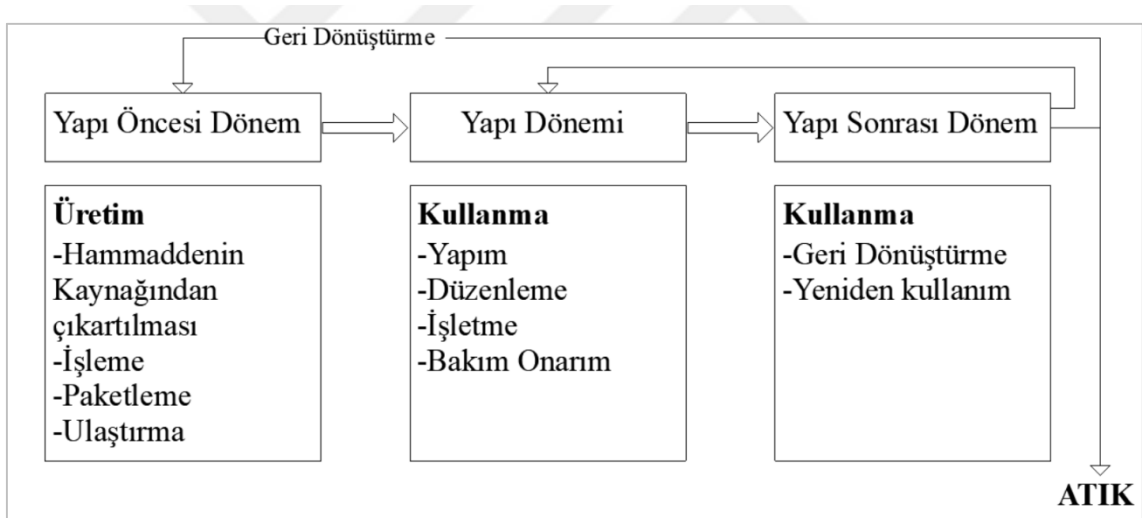 Geri Dönüştürme
Yapı Öncesi Dönem
Yapı Dönemi
Yapı Sonrası Dönem
Üretim
-Hammaddenin
Kaynağından
çıkartılması
-İşleme
-Paketleme
-Ulaştırma
Kullanma
-Yapım
-Düzenleme
-İşletme
-Bakım Onarım
Kullanma
-Geri Dönüştürme
-Yeniden kullanım
ATIK